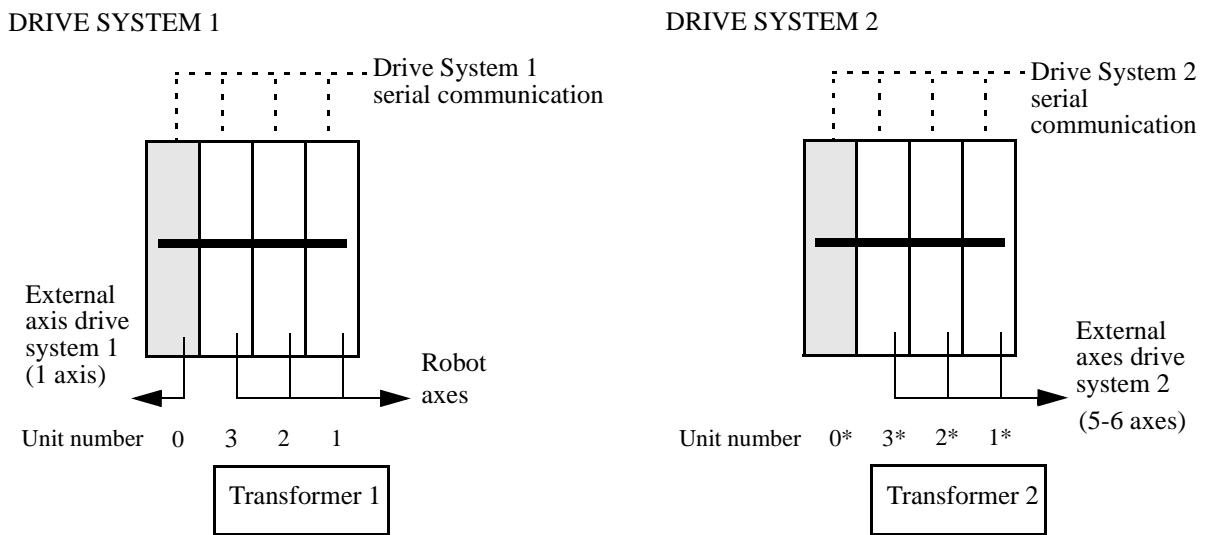 DRIVE SYSTEM 1
Drive System 1
serial communication
External
axis drive
system 1
(1 axis)
Robot
axes
Unit number 0 3 2 1
Transformer 1
DRIVE SYSTEM 2
Drive System 2
serial
communication
External
axes drive
system 2
(5-6 axes)
Unit number 0* 3* 2* 1*
Transformer 2